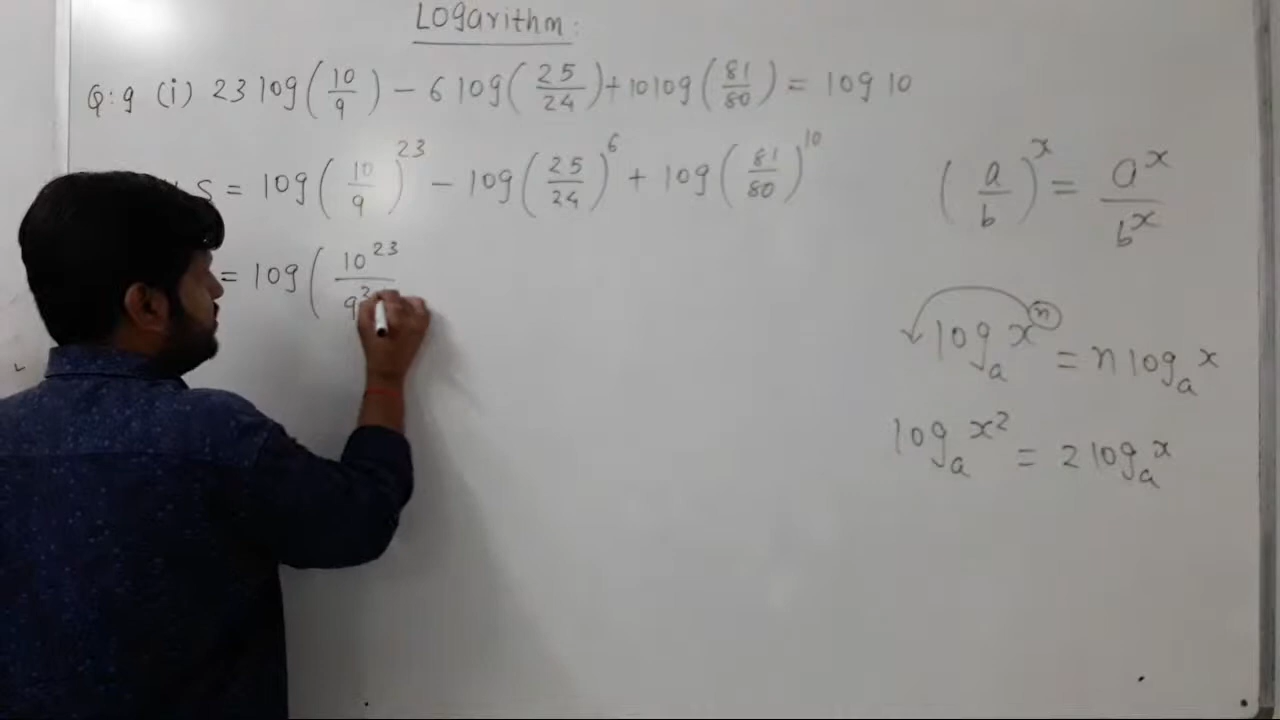 Logarithm:
Q:9 (i) 23 log(10/9) - 6 log(25/24) + 10 log(81/80) = log 10
S = log(10/9)^23 - log(25/24)^6 + log(81/80)^10
= log(10^23/9^2
(a/b)^x = a^x/b^x
log_a x^n = n log_a x
log_a x^2 = 2 log_a x